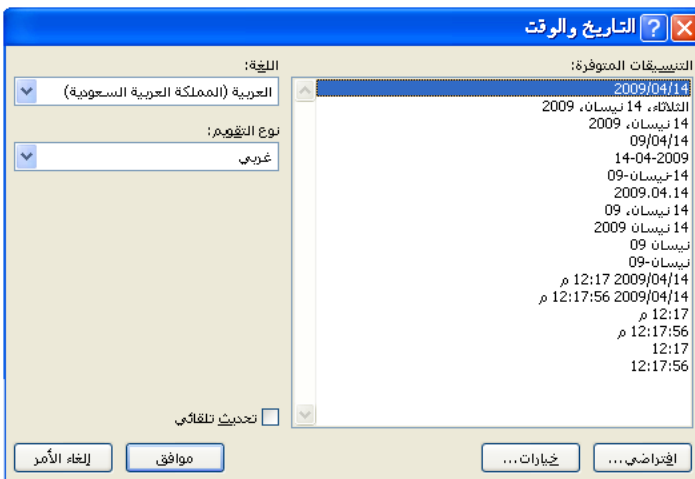 التاريخ والوقت
التنسيقات المتوفرة:
2009/04/14
الثلاثاء، 14 نيسان، 2009
14 نيسان، 2009
09/04/14
14-04-2009
14-نيسان-09
2009.04.14
14 نيسان، 09
14 نيسان 2009
نيسان 09
نيسان-09
2009/04/14 12:17 م
2009/04/14 12:17:56 م
12:17 م
12:17:56 م
12:17
12:17:56
اللغة:
العربية (المملكة العربية السعودية)
نوع التقويم:
غربي
تحديث تلقائي
افتراضي...
خيارات...
موافق
إلغاء الأمر